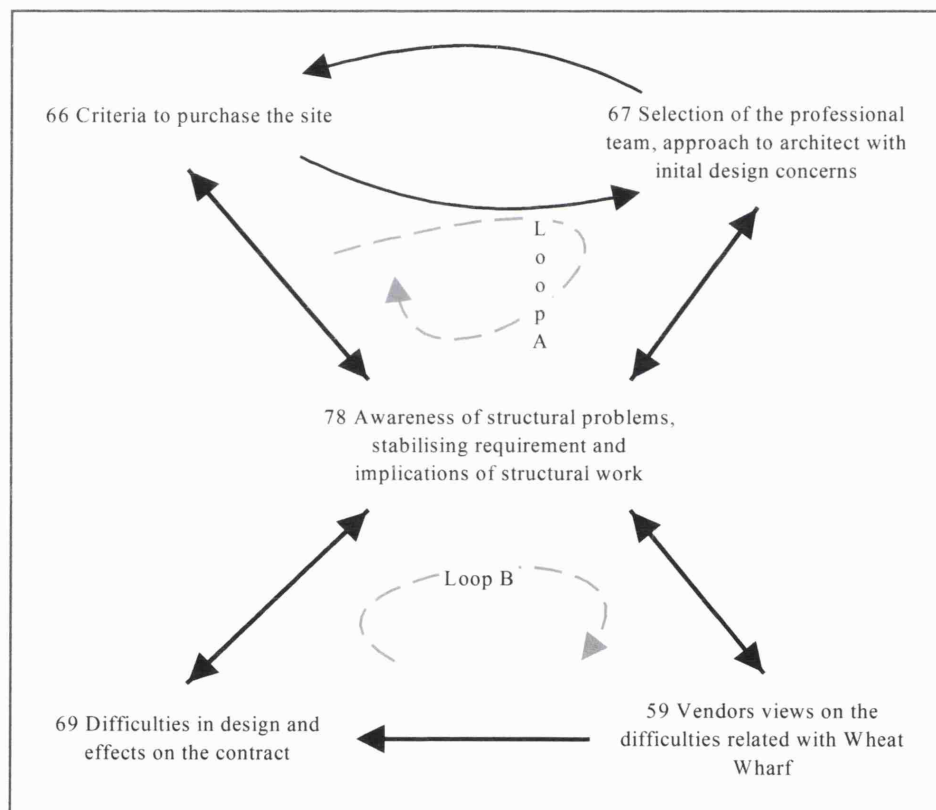 66 Criteria to purchase the site
67 Selection of the professional
team, approach to architect with
inital design concerns
L
o
o
p
A
78 Awareness of structural problems,
stabilising requirement and
implications of structural work
Loop B
69 Difficulties in design and
effects on the contract
59 Vendors views on the
difficulties related with Wheat
Wharf